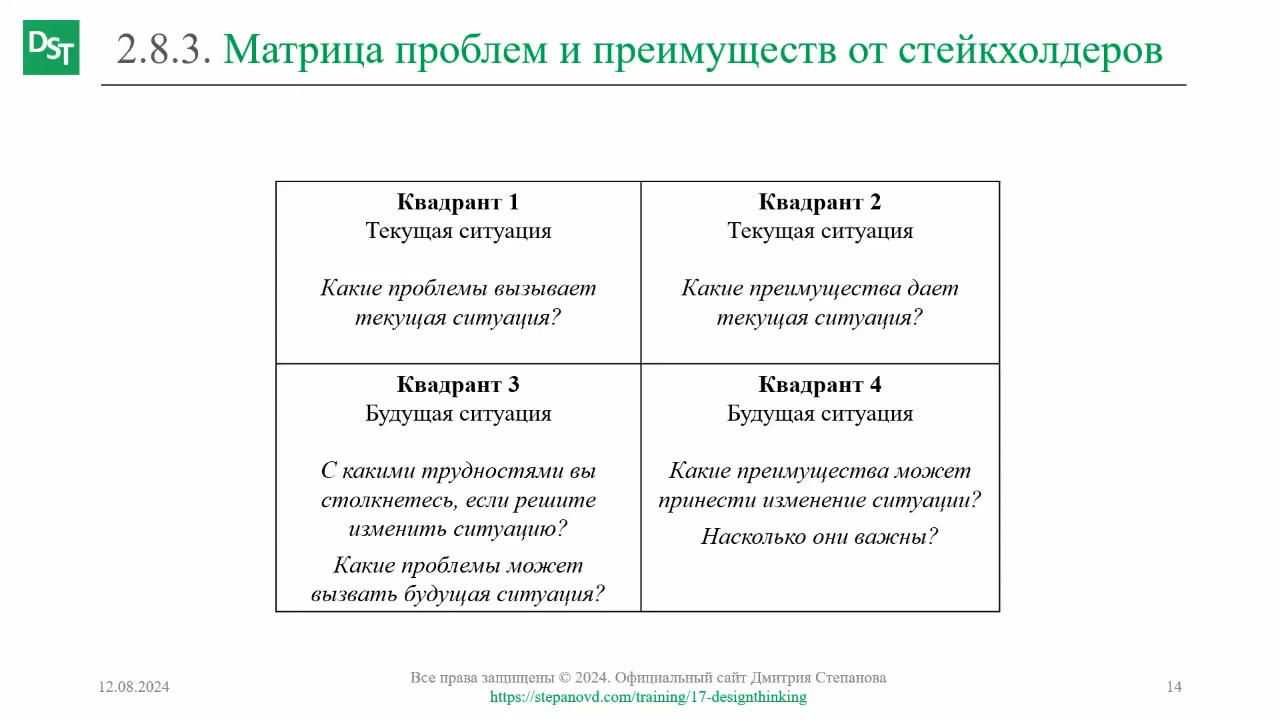 DST
2.8.3. Матрица проблем и преимуществ от стейкхолдеров
Квадрант 1
Текущая ситуация
Какие проблемы вызывает
текущая ситуация?
Квадрант 2
Текущая ситуация
Какие преимущества дает
текущая ситуация?
Квадрант 3
Будущая ситуация
С какими трудностями вы
столкнетесь, если решите
изменить ситуацию?
Какие проблемы может
вызвать будущая ситуация?
Квадрант 4
Будущая ситуация
Какие преимущества может
принести изменение ситуации?
Насколько они важны?
12.08.2024
Все права защищены © 2024. Официальный сайт Дмитрия Степанова
https://stepanovd.com/training/17-designthinking
14